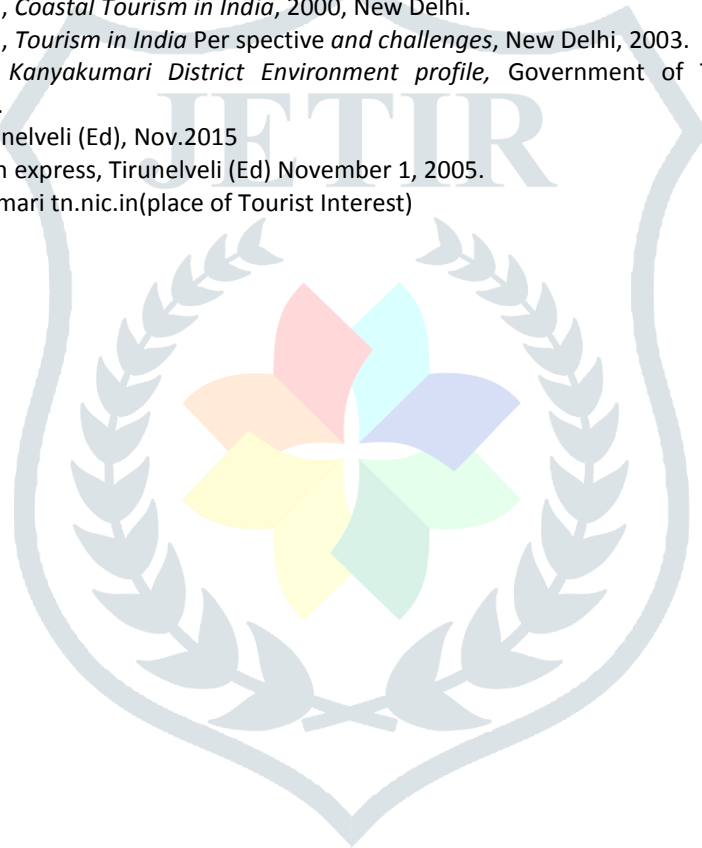 , Coastal Tourism in India, 2000, New Delhi.
, Tourism in India Per spective and challenges, New Delhi, 2003.
Kanyakumari District Environment profile, Government of
.
nelveli (Ed), Nov.2015
express, Tirunelveli (Ed) November 1, 2005.
mari tn.nic.in(place of Tourist Interest)
JETIR